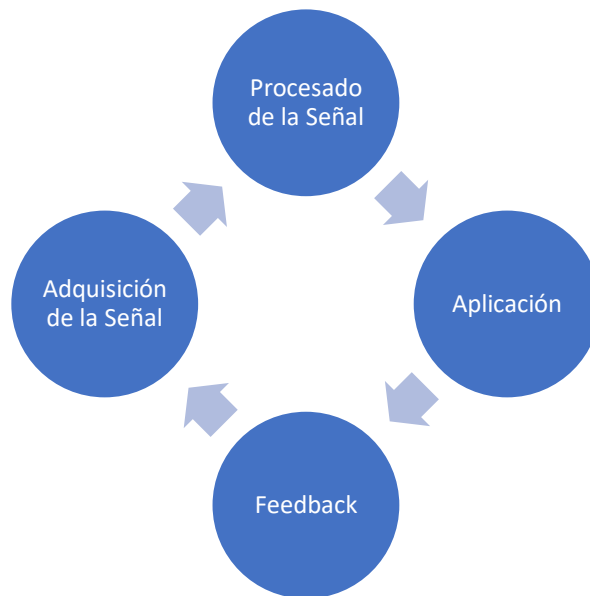 Procesado
de la Señal
Adquisición
de la Señal
Aplicación
Feedback